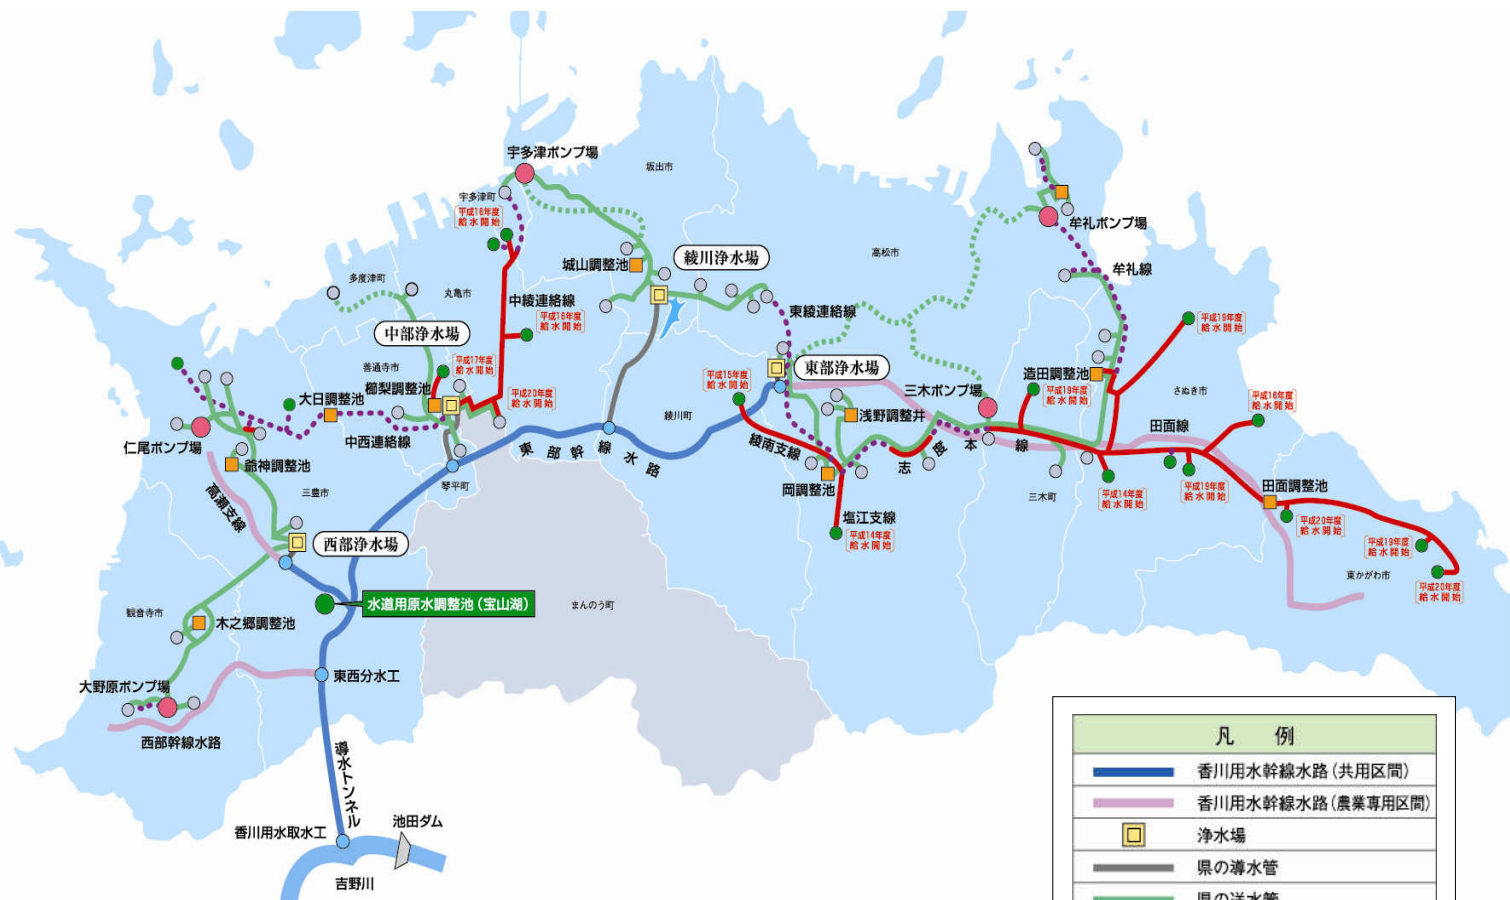 宇多津ポンプ場
坂出市
宇多津町
平成16年度
給水開始
城山調整池
綾川浄水場
高松市
牟礼ポンプ場
牟礼線
多度津町
丸亀市
中綾連絡線
平成16年度
給水開始
東綾連絡線
平成19年度
給水開始
中部浄水場
善通寺市
平成17年度
給水開始
櫛梨調整池
平成20年度
給水開始
平成15年度
給水開始
東部浄水場
三木ポンプ場
造田調整池
平成19年度
給水開始
さぬき市
平成16年度
給水開始
大日調整池
中西連絡線
綾川町
浅野調整井
仁尾ポンプ場
東部幹線水路
綾南支線
志度本線
田面線
爺神調整池
高瀬支線
三豊市
琴平町
岡調整池
塩江支線
平成14年度
給水開始
三木町
平成14年度
給水開始
平成19年度
給水開始
田面調整池
平成20年度
給水開始
平成19年度
給水開始
東かがわ市
平成20年度
給水開始
西部浄水場
水道用原水調整池（宝山湖）
まんのう町
観音寺市
木之郷調整池
東西分水工
大野原ポンプ場
西部幹線水路
導水トンネル
香川用水取水工
池田ダム
吉野川
凡 例
香川用水幹線水路（共用区間）
香川用水幹線水路（農業専用区間）
浄水場
県の導水管
県の送水管